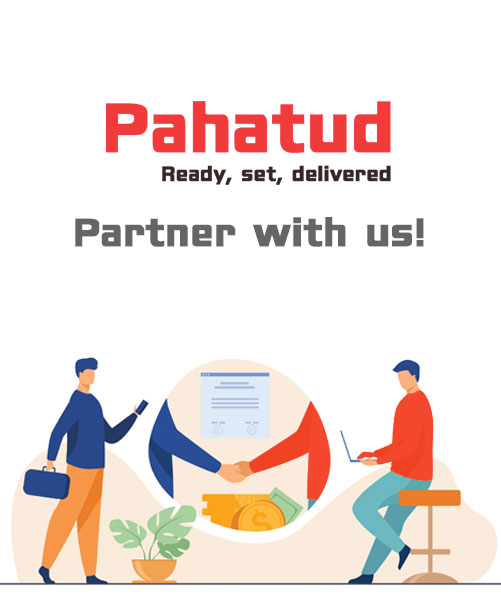 Pahatud
Ready, set, delivered
Partner with us!